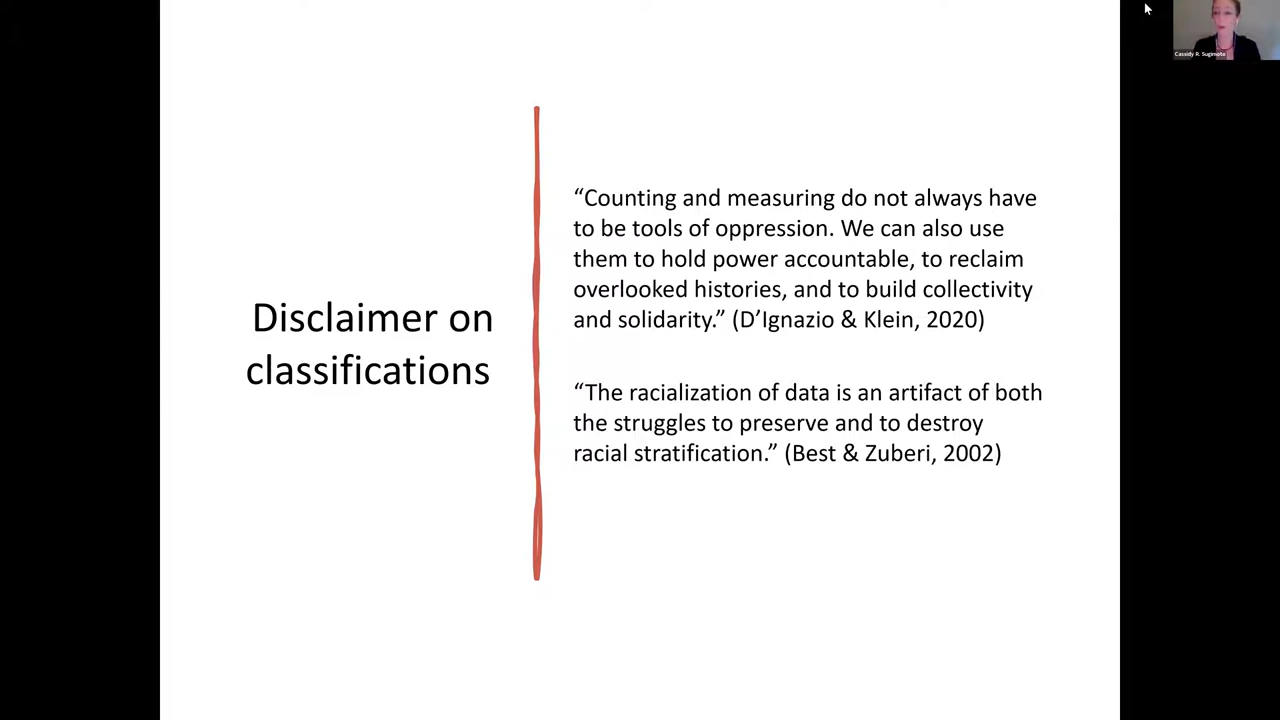 Cassidy R. Sugimoto
Disclaimer on
classifications
“Counting and measuring do not always have
to be tools of oppression. We can also use
them to hold power accountable, to reclaim
overlooked histories, and to build collectivity
and solidarity.” (D’Ignazio & Klein, 2020)
“The racialization of data is an artifact of both
the struggles to preserve and to destroy
racial stratification.” (Best & Zuberi, 2002)